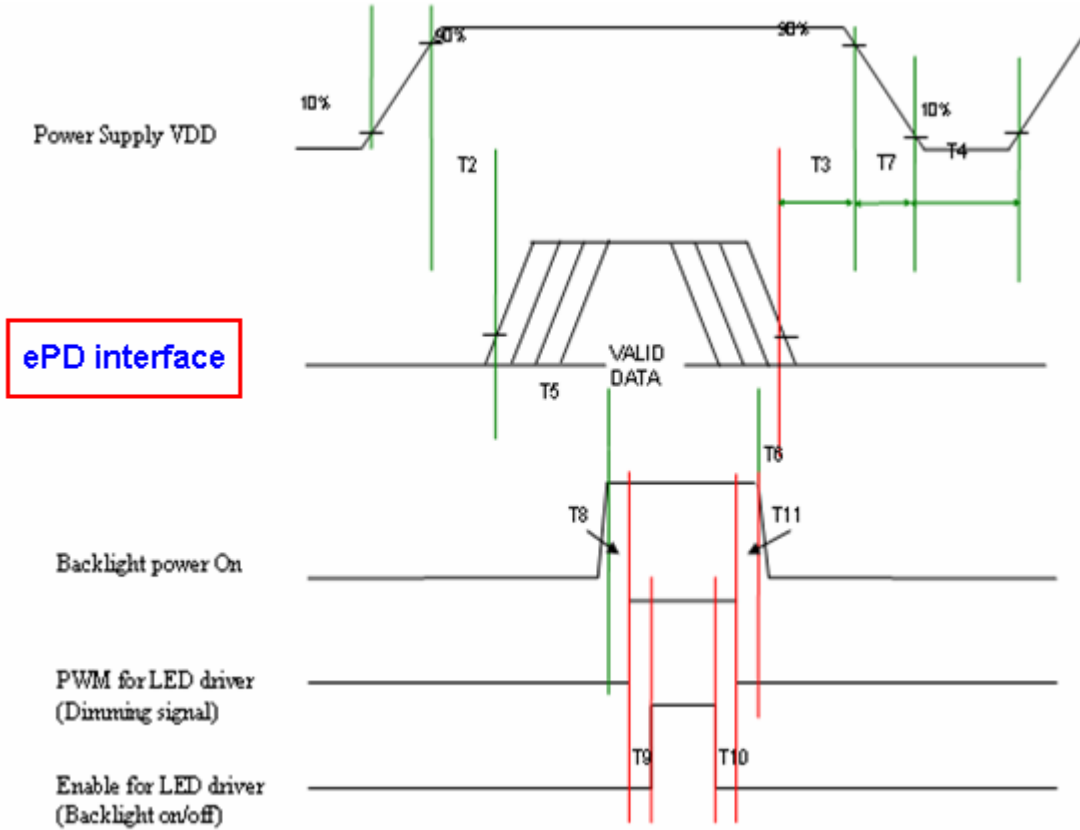 90%
90%
10%
10%
Power Supply VDD
T2
T3
T7
T4
ePD interface
VALID
DATA
T5
T6
T8
T11
Backlight power On
PWM for LED driver
(Dimming signal)
T9
T10
Enable for LED driver
(Backlight on/off)